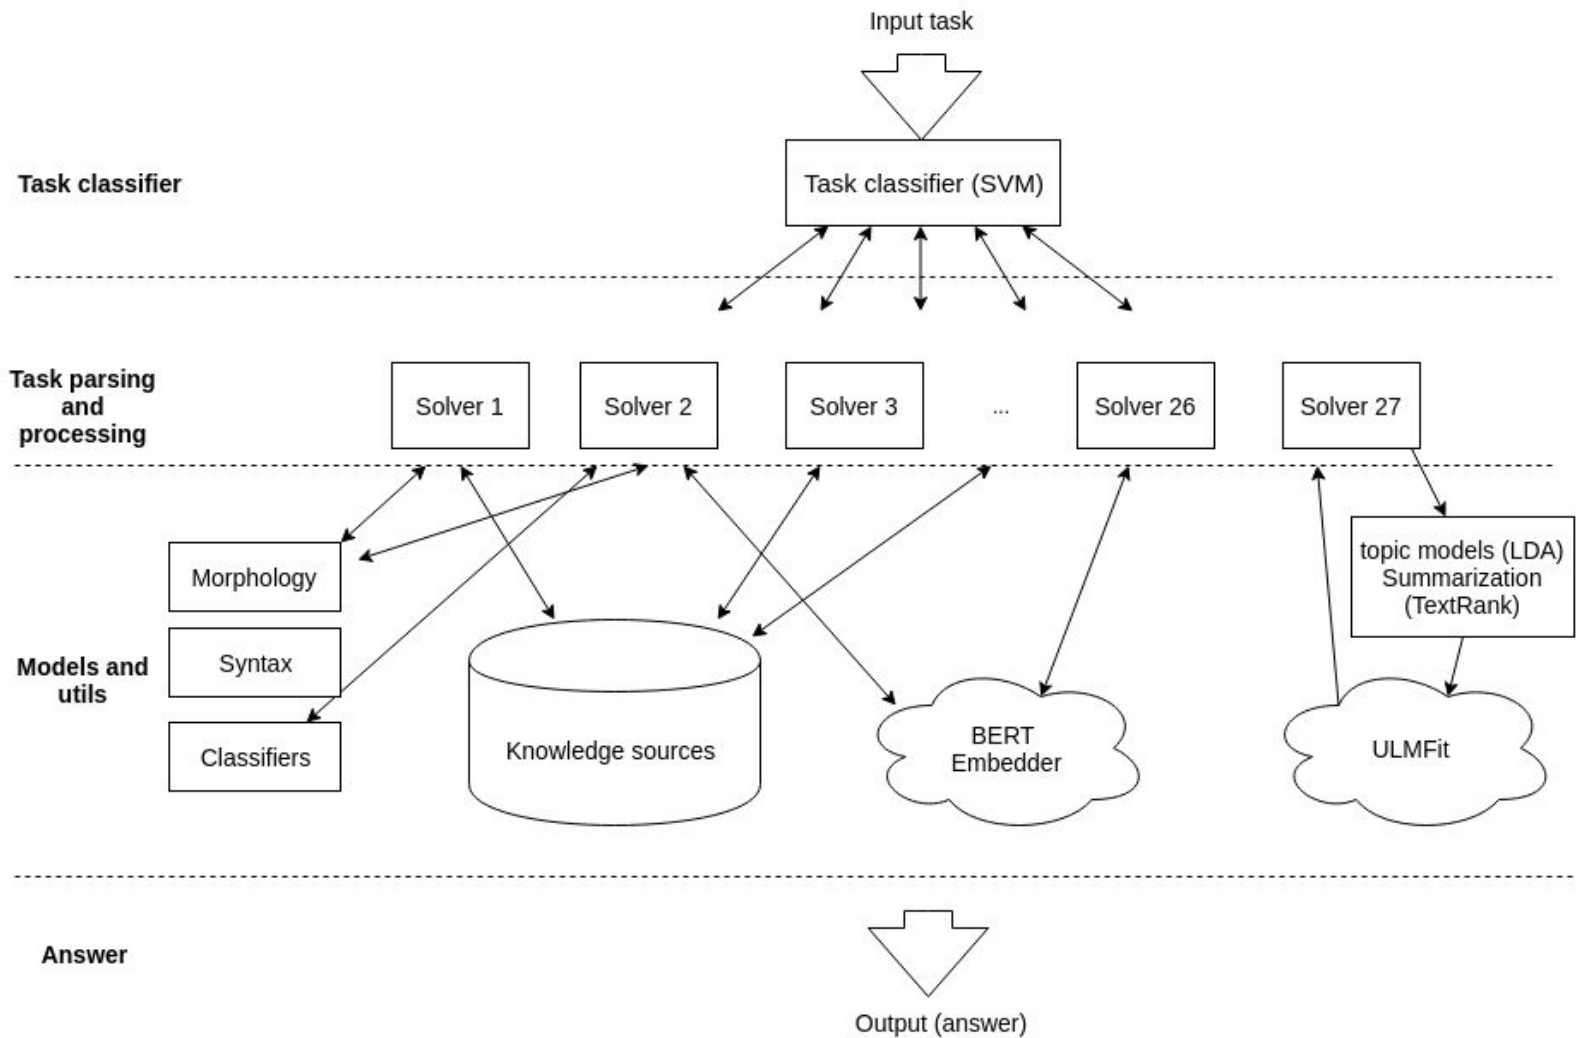 Input task
Task classifier
Task classifier (SVM)
Task parsing
and
processing
Solver 1
Solver 2
Solver 3
...
Solver 26
Solver 27
Models and
utils
Morphology
Syntax
Classifiers
Knowledge sources
BERT
Embedder
topic models (LDA)
Summarization
(TextRank)
ULMFit
Answer
Output (answer)